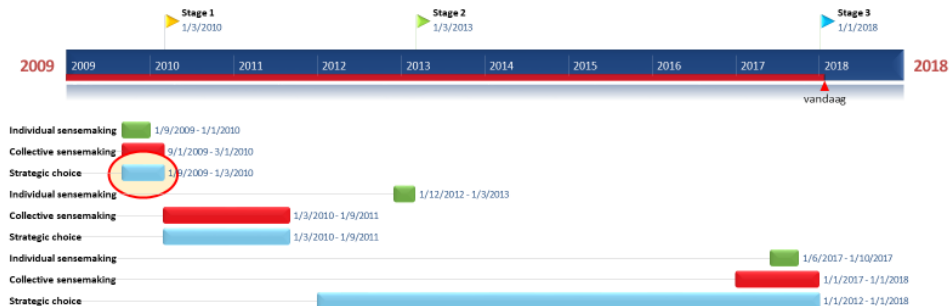 Stage 1
1/3/2010
Stage 2
1/3/2013
Stage 3
1/1/2018
2009 2009 2010 2011 2012 2013 2014 2015 2016 2017 2018 2018
vandaag
Individual sensemaking 1/9/2009 - 1/1/2010
Collective sensemaking 9/1/2009 - 3/1/2010
Strategic choice 1/9/2009 - 1/3/2010
Individual sensemaking 1/12/2012 - 1/3/2013
Collective sensemaking 1/3/2010 - 1/9/2011
Strategic choice 1/3/2010 - 1/9/2011
Individual sensemaking 1/6/2017 - 1/10/2017
Collective sensemaking 1/1/2017 - 1/1/2018
Strategic choice 1/1/2012 - 1/1/2018